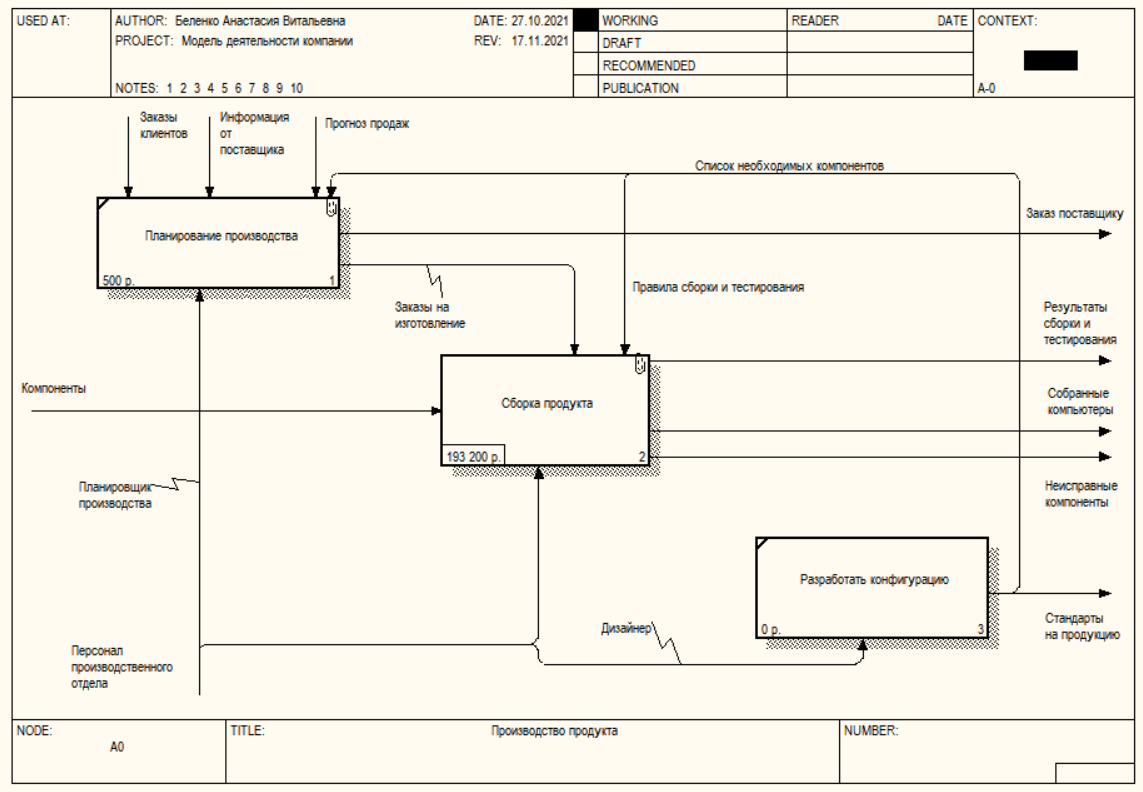 USED AT:
AUTHOR: Беленко Анастасия Витальевна
DATE: 27.10.2021
PROJECT: Модель деятельности компании
REV: 17.11.2021
NOTES: 1 2 3 4 5 6 7 8 9 10
WORKING
DRAFT
RECOMMENDED
PUBLICATION
READER
DATE
CONTEXT:
A-0
Заказы
клиентов
Информация
от
поставщика
Прогноз продаж
Список необходимых компонентов
Заказ поставщику
Планирование производства
500 р.
1
Заказы на
изготовление
Правила сборки и тестирования
Результаты
сборки и
тестирования
Компоненты
Сборка продукта
193 200 р.
2
Собранные
компьютеры
Неисправные
компоненты
Планировщик
производства
Разработать конфигурацию
0 р.
3
Дизайнер
Стандарты
на продукцию
Персонал
производственного
отдела
NODE:
A0
TITLE:
Производство продукта
NUMBER: